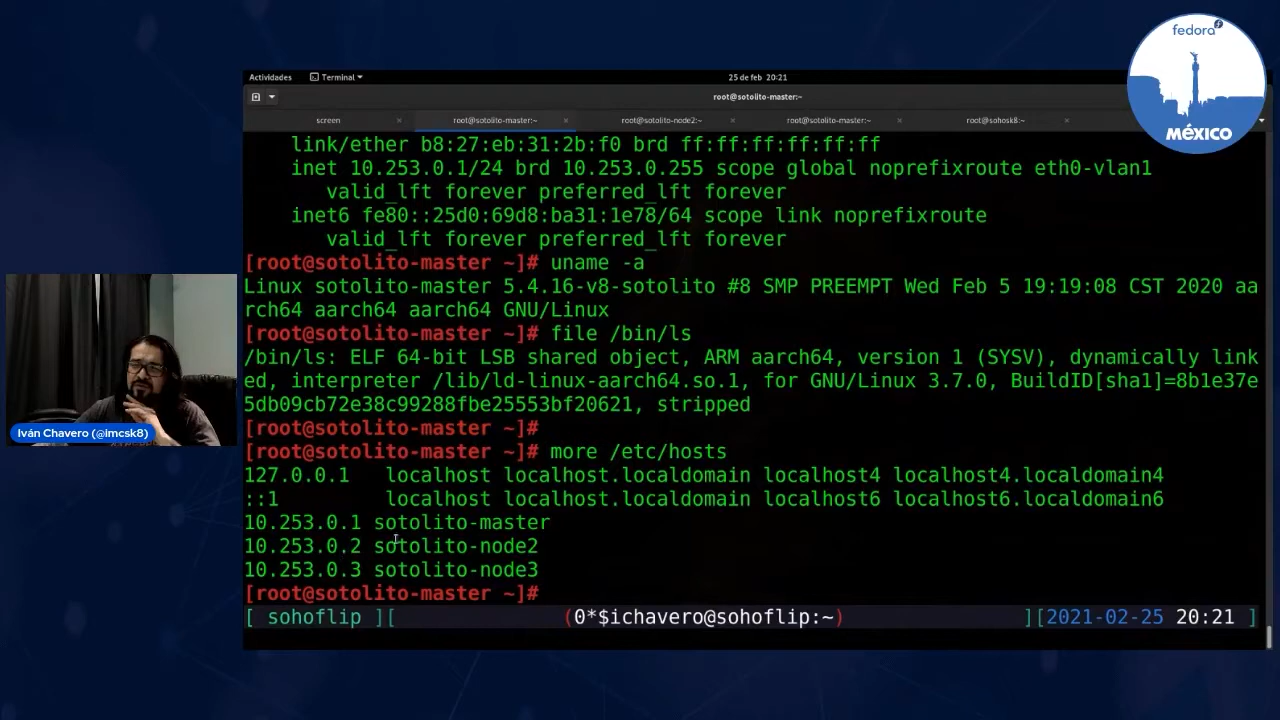 fedora
MÉXICO
Actividades Terminal 25 de feb 20:21
root@sotolito-master:~
screen × root@sotolito-master:~ × root@sotolito-node2:~ × root@sotolito-master:~ × root@sohosk8:~ ×
link/ether b8:27:eb:31:2b:f0 brd ff:ff:ff:ff:ff:ff
inet 10.253.0.1/24 brd 10.253.0.255 scope global noprefixroute eth0-vlan1
valid_lft forever preferred_lft forever
inet6 fe80::25d0:69d8:ba31:1e78/64 scope link noprefixroute
valid_lft forever preferred_lft forever
[root@sotolito-master ~]# uname -a
Linux sotolito-master 5.4.16-v8-sotolito #8 SMP PREEMPT Wed Feb 5 19:19:08 CST 2020 aa
rch64 aarch64 aarch64 GNU/Linux
[root@sotolito-master ~]# file /bin/ls
/bin/ls: ELF 64-bit LSB shared object, ARM aarch64, version 1 (SYSV), dynamically link
ed, interpreter /lib/ld-linux-aarch64.so.1, for GNU/Linux 3.7.0, BuildID[sha1]=8b1e37e
5db09cb72e38c99288fbe25553bf20621, stripped
[root@sotolito-master ~]#
[root@sotolito-master ~]# more /etc/hosts
127.0.0.1 localhost localhost.localdomain localhost4 localhost4.localdomain4
::1 localhost localhost.localdomain localhost6 localhost6.localdomain6
10.253.0.1 sotolito-master
10.253.0.2 sotolito-node2
10.253.0.3 sotolito-node3
[root@sotolito-master ~]#
[ sohoflip ][ (0*$ichavero@sohoflip:~) ][2021-02-25 20:21 ]
Iván Chavero (@imcsk8)